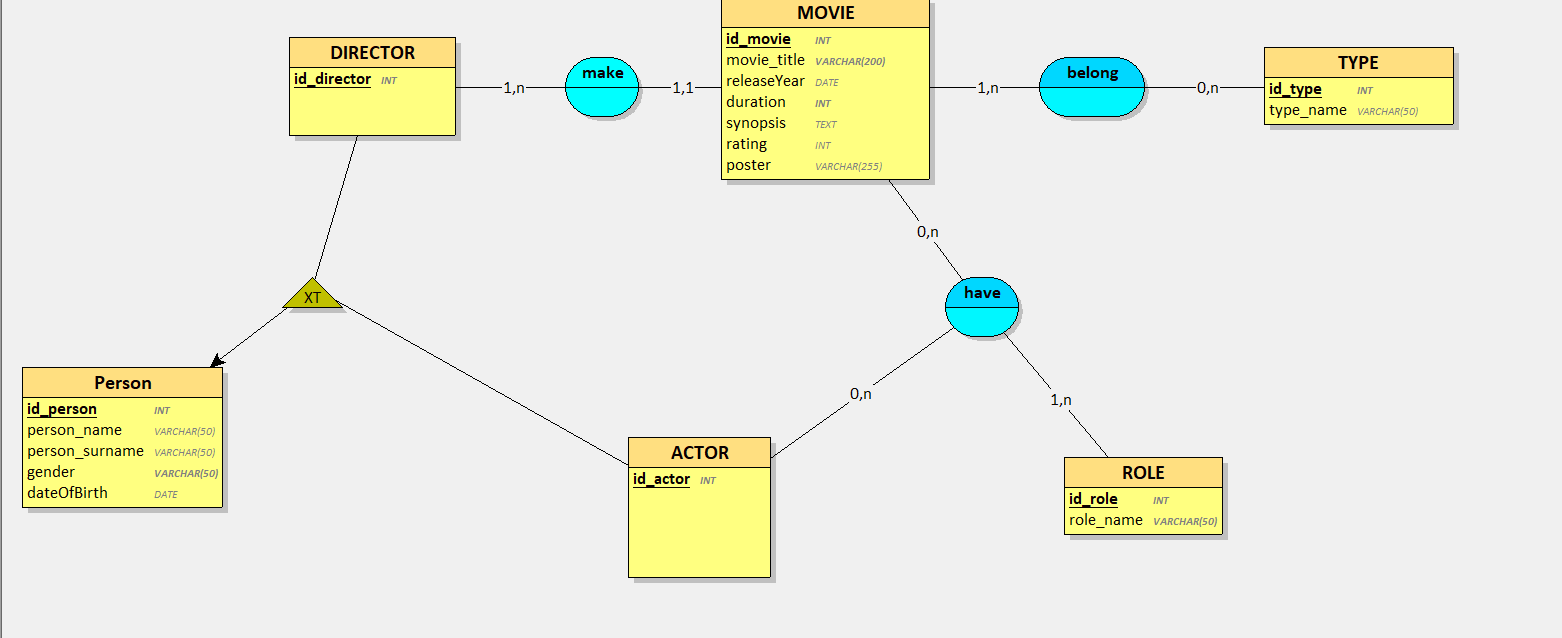 MOVIE
id_movie INT
movie_title VARCHAR(200)
releaseYear DATE
duration INT
synopsis TEXT
rating INT
poster VARCHAR(255)
DIRECTOR
id_director INT
1,n
make
1,1
1,n
belong
0,n
TYPE
id_type INT
type_name VARCHAR(50)
0,n
have
XT
0,n
1,n
Person
id_person INT
person_name VARCHAR(50)
person_surname VARCHAR(50)
gender VARCHAR(50)
dateOfBirth DATE
ACTOR
id_actor INT
ROLE
id_role INT
role_name VARCHAR(50)